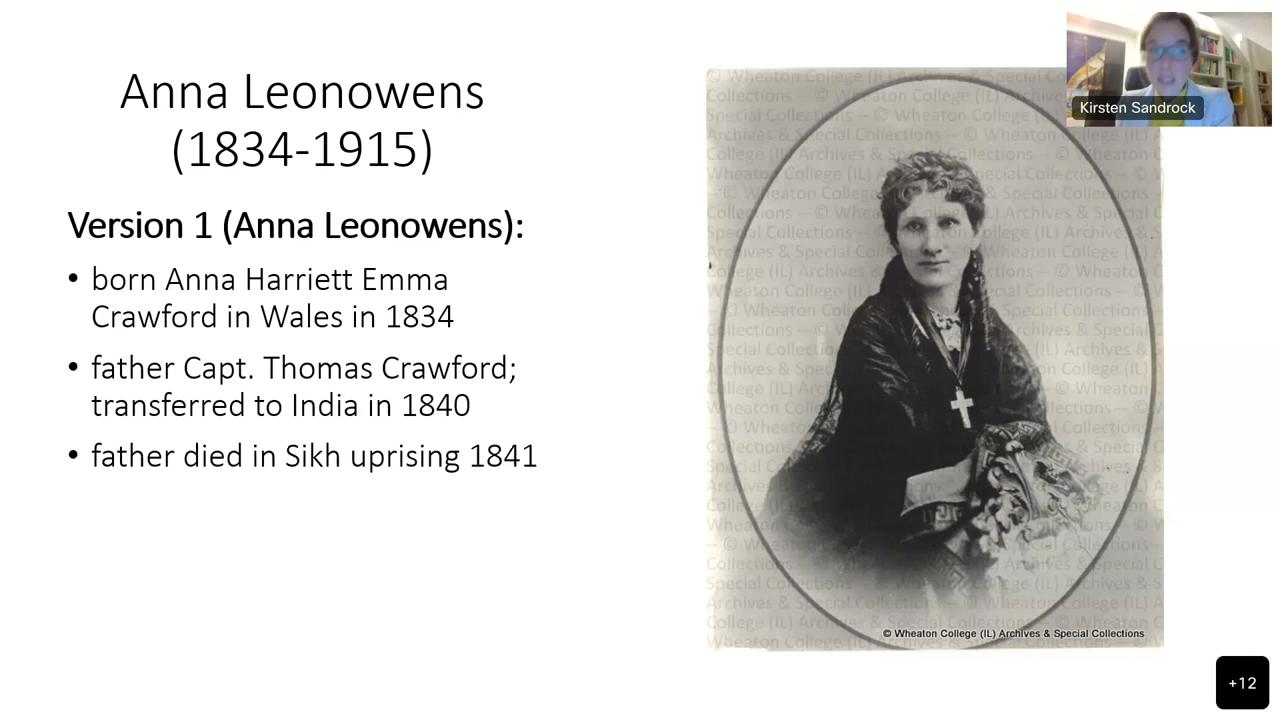 Anna Leonowens
(1834-1915)
Version 1 (Anna Leonowens):
• born Anna Harriett Emma
Crawford in Wales in 1834
• father Capt. Thomas Crawford;
transferred to India in 1840
• father died in Sikh uprising 1841
Kirsten Sandrock
© Wheaton College (IL) Archives & Special Collections
+12